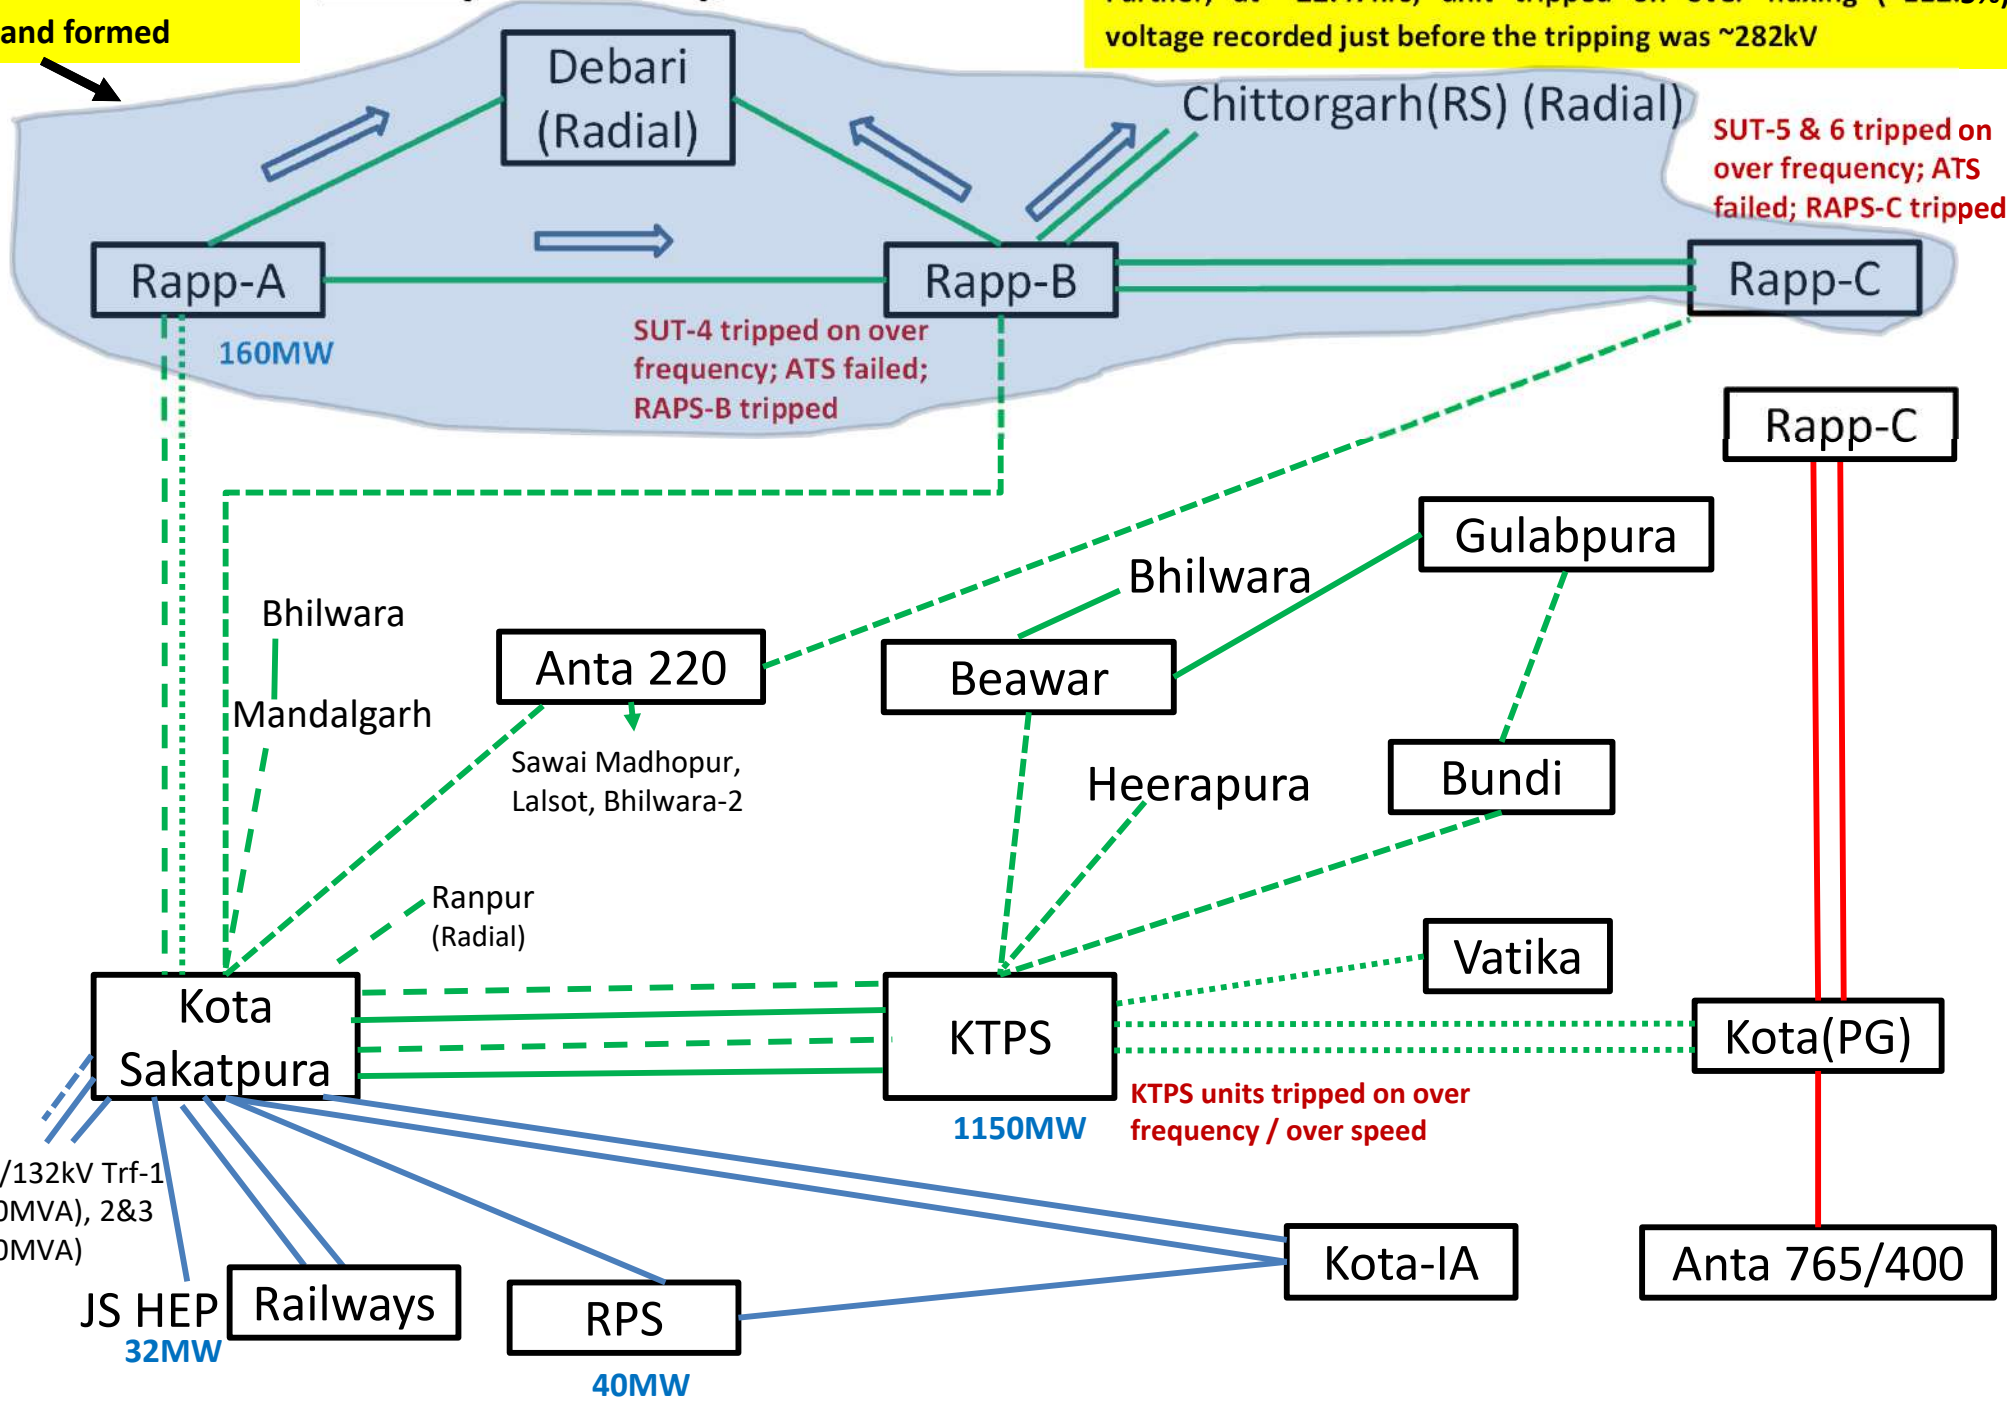 and formed
voltage recorded just before the tripping was ~282kV
Debari
(Radial)
Chittorgarh(RS) (Radial)
SUT-5 & 6 tripped on
over frequency; ATS
failed; RAPS-C tripped
Rapp-A
Rapp-B
Rapp-C
160MW
SUT-4 tripped on over
frequency; ATS failed;
RAPS-B tripped
Rapp-C
Gulabpura
Bhilwara
Bhilwara
Anta 220
Beawar
Mandalgarh
Sawai Madhopur,
Lalsot, Bhilwara-2
Heerapura
Bundi
Ranpur
(Radial)
Vatika
Kota
Sakatpura
KTPS
Kota(PG)
1150MW
KTPS units tripped on over
frequency / over speed
/132kV Trf-1
0MVA), 2&3
0MVA)
Kota-IA
Anta 765/400
JS HEP
Railways
RPS
32MW
40MW